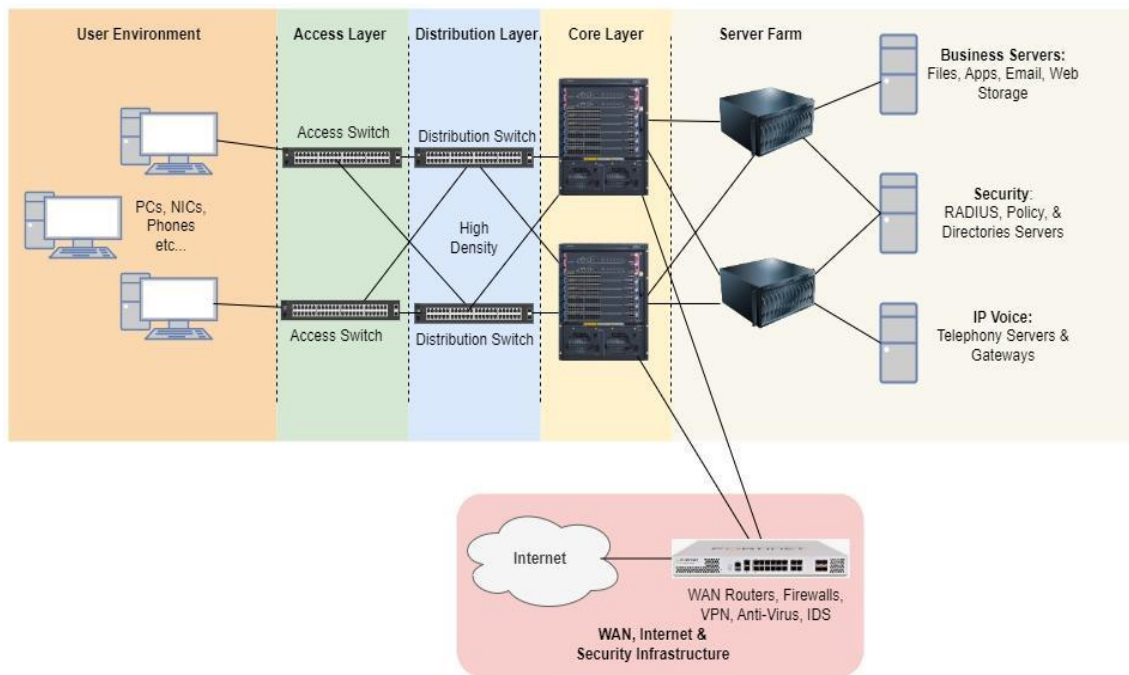 User Environment
Access Layer
Distribution Layer
Core Layer
Server Farm
Business Servers:
Files, Apps, Email, Web
Storage
Access Switch
Distribution Switch
PCs, NICs,
Phones
etc...
High
Density
Security:
RADIUS, Policy, &
Directories Servers
Access Switch
Distribution Switch
IP Voice:
Telephony Servers &
Gateways
Internet
FORTINET
WAN Routers, Firewalls,
VPN, Anti-Virus, IDS
WAN, Internet &
Security Infrastructure